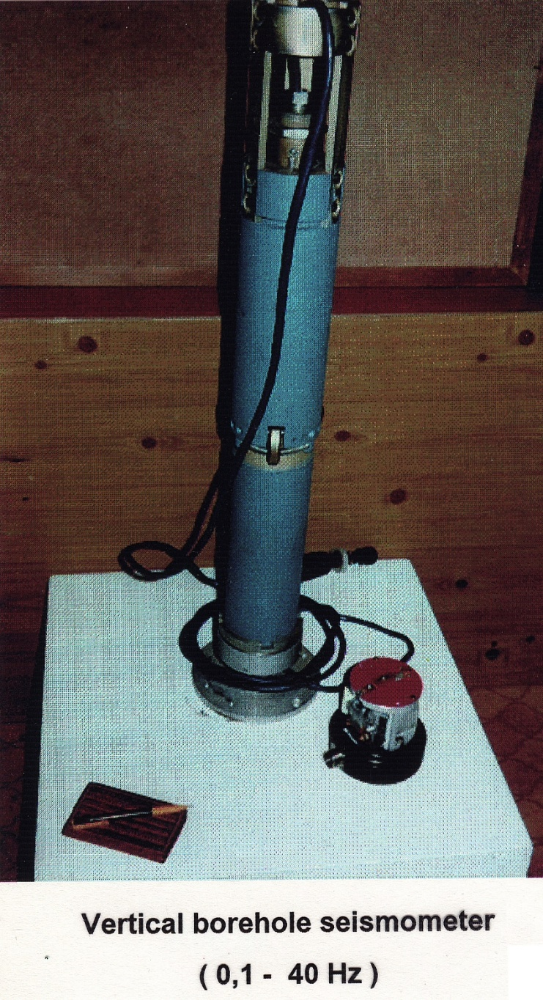 Vertical borehole seismometer
( 0,1 - 40 Hz )